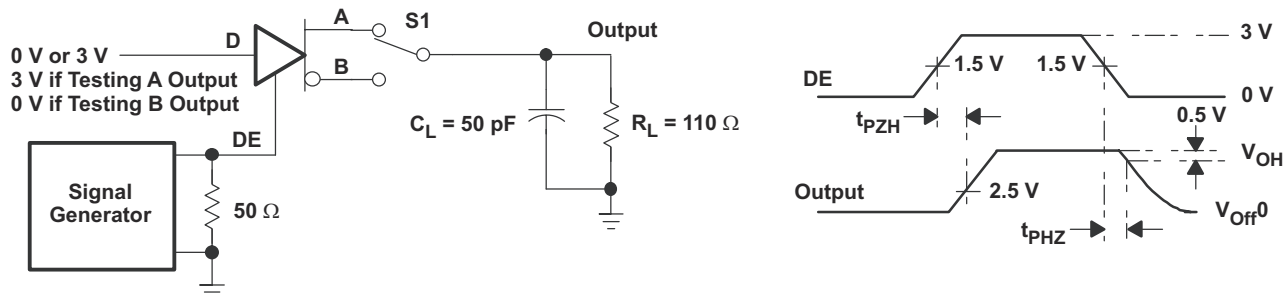 0 V or 3 V
3 V if Testing A Output
0 V if Testing B Output
D
A
B
S1
Output
DE
C_L = 50 pF
R_L = 110 Ω
Signal
Generator
50 Ω
3 V
1.5 V
1.5 V
DE
0 V
t_PZH
0.5 V
V_OH
Output
2.5 V
V_Off0
t_PHZ